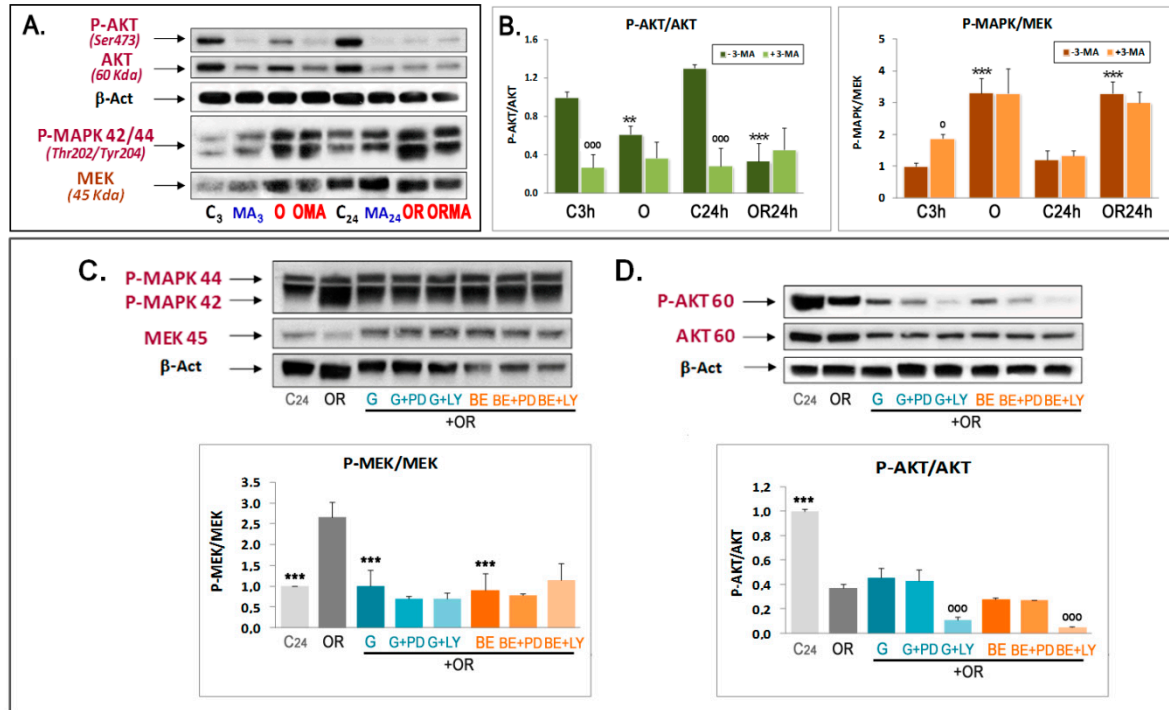 A.
P-AKT
(Ser473)
AKT
(60 Kda)
β-Act
P-MAPK 42/44
(Thr202/Tyr204)
MEK
(45 Kda)
C3 MA3 O OMA C24 MA24 OR ORMA
B.
P-AKT/AKT
- 3-MA +3-MA
P-AKT/AKT
1.6
1.2
0.8
0.4
0.0
ooo
**
ooo
***
C3h O C24h OR24h
P-MAPK/MEK
-3-MA +3-MA
P-MAPK/MEK
5
4
3
2
1
0
o
***
***
C3h O C24h OR24h
C.
P-MAPK 44
P-MAPK 42
MEK 45
β-Act
C24 OR G G+PD G+LY BE BE+PD BE+LY
+OR
P-MEK/MEK
P-MEK/MEK
3.5
3.0
2.5
2.0
1.5
1.0
0.5
0,0
***
***
***
C24 OR G G+PD G+LY BE BE+PD BE+LY
+OR
D.
P-AKT 60
AKT 60
β-Act
C24 OR G G+PD G+LY BE BE+PD BE+LY
+OR
P-AKT/AKT
P-AKT/AKT
1,2
1,0
0,8
0,6
0,4
0,2
0,0
***
ooo
ooo
C24 OR G G+PD G+LY BE BE+PD BE+LY
+OR